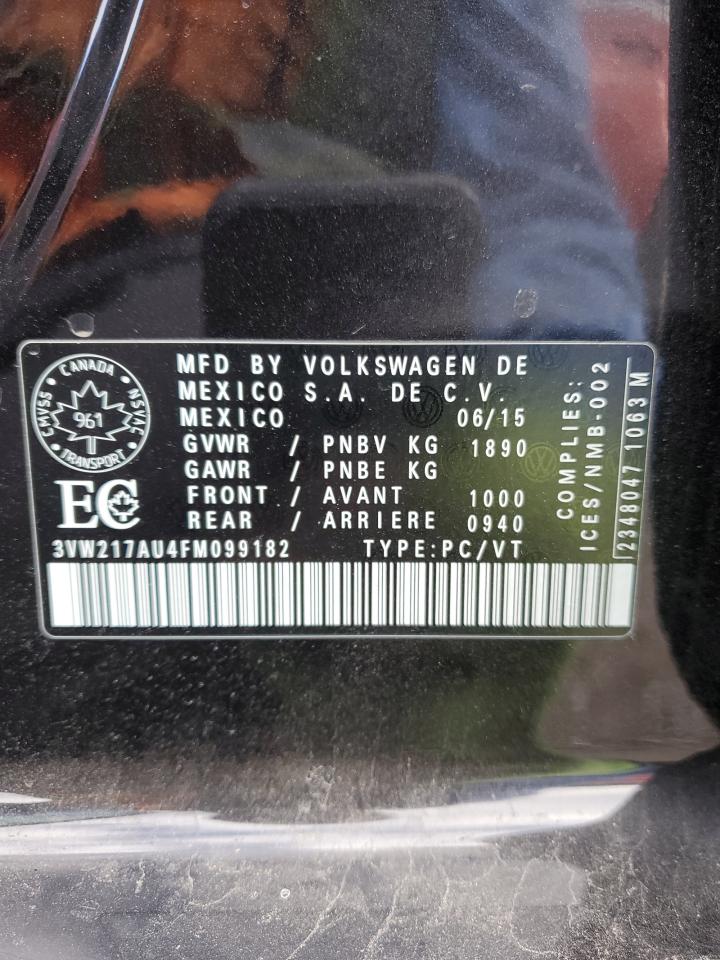 CANADA
CMVSS
NSVAC
961
TRANSPORT
MFD BY VOLKSWAGEN DE
MEXICO S.A. DE C.V.
MEXICO 06/15
GVWR / PNBV KG 1890
GAWR / PNBE KG
FRONT / AVANT 1000
REAR / ARRIERE 0940
EC
3VW217AU4FM099182 TYPE:PC/VT
COMPLIES:
ICES/NMB-002
2348047 1063 M